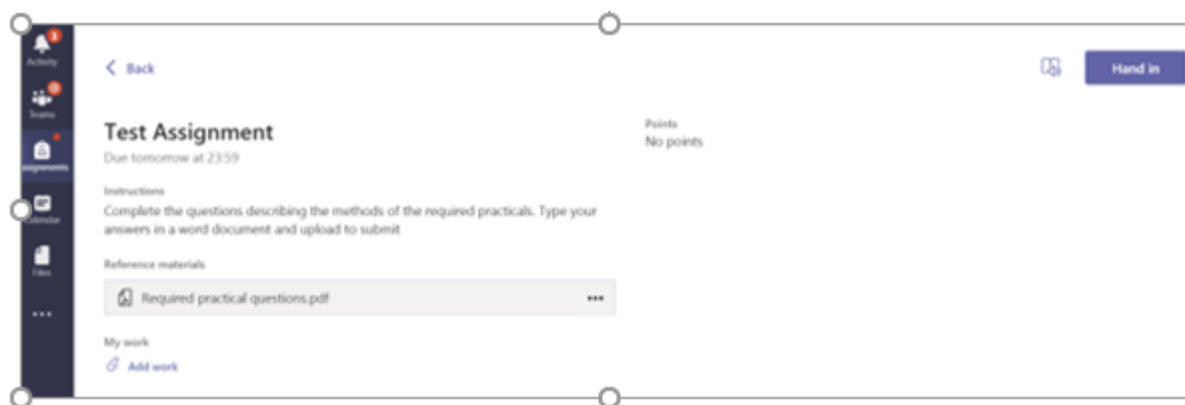 Activity
3
Back
Hand in
Teams
Test Assignment
Due tomorrow at 23:59
Points
No points
Instructions
Complete the questions describing the methods of the required practicals. Type your
answers in a word document and upload to submit
Reference materials
Required practical questions.pdf
Files
My work
Add work